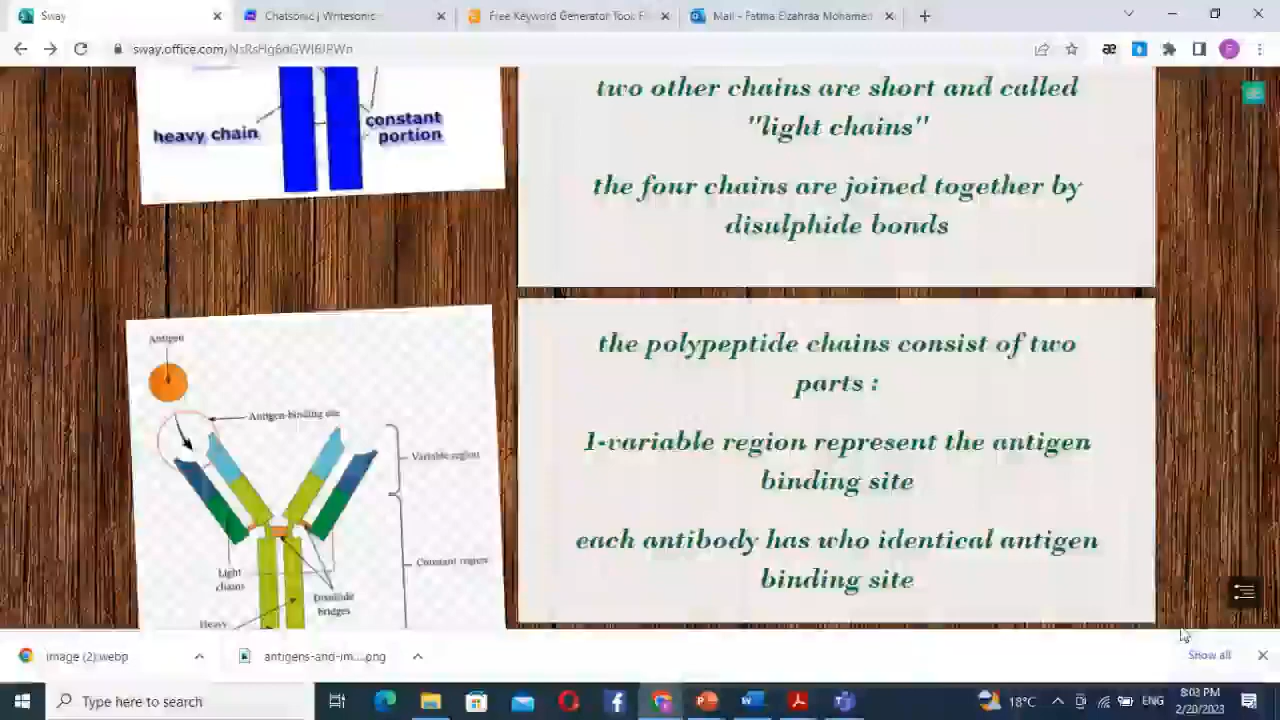 Sway
Chatsonic | Writesonic
Free Keyword Generator Tool: Fi
Mail - Fatma Elzahraa Mohamed
sway.office.com/
heavy chain
constant
portion
two other chains are short and called
"light chains"
the four chains are joined together by
disulphide bonds
Antigen
Antigen-binding site
Variable region
Constant region
Light
chains
Disulfide
bridges
Heavy
the polypeptide chains consist of two
parts :
1-variable region represent the antigen
binding site
each antibody has who identical antigen
binding site
image (2).webp
antigens-and-im....png
Show all
Type here to search
18°C
ENG
8:03 PM
2/20/2023